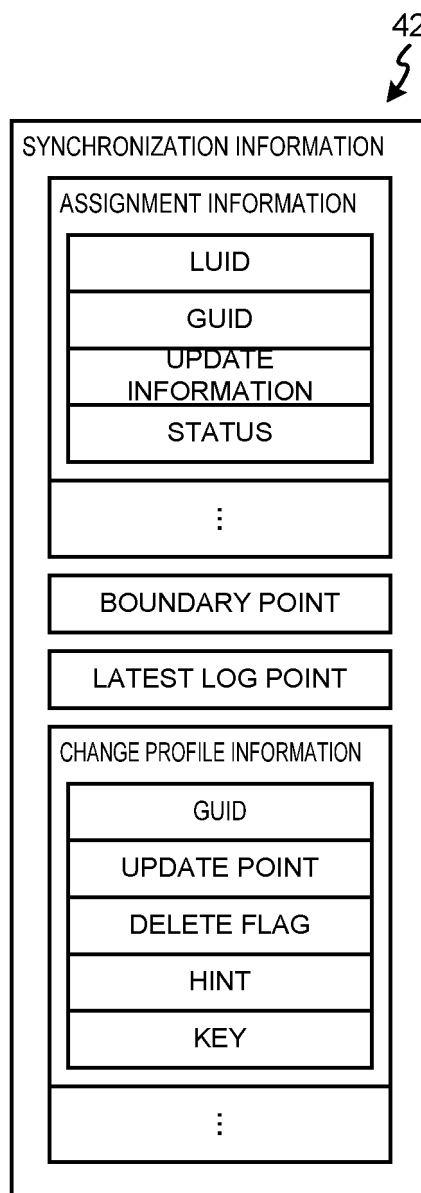 42
SYNCHRONIZATION INFORMATION
ASSIGNMENT INFORMATION
LUID
GUID
UPDATE
INFORMATION
STATUS
⋮
BOUNDARY POINT
LATEST LOG POINT
CHANGE PROFILE INFORMATION
GUID
UPDATE POINT
DELETE FLAG
HINT
KEY
⋮